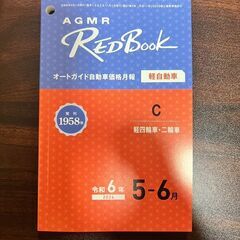 AGMR
RED BOOK
オートガイド自動車価格月報
軽自動車
創刊
1958年
C
軽四輪車・二輪車
令和6年
5-6月